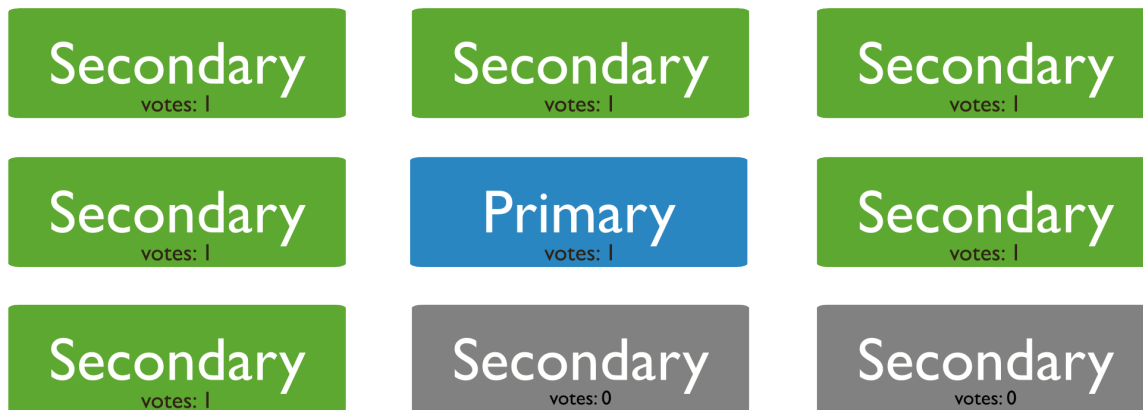 Secondary Secondary Secondary
votes: 1 votes: 1 votes: 1
Secondary Primary Secondary
votes: 1 votes: 1 votes: 1
Secondary Secondary Secondary
votes: 1 votes: 0 votes: 0